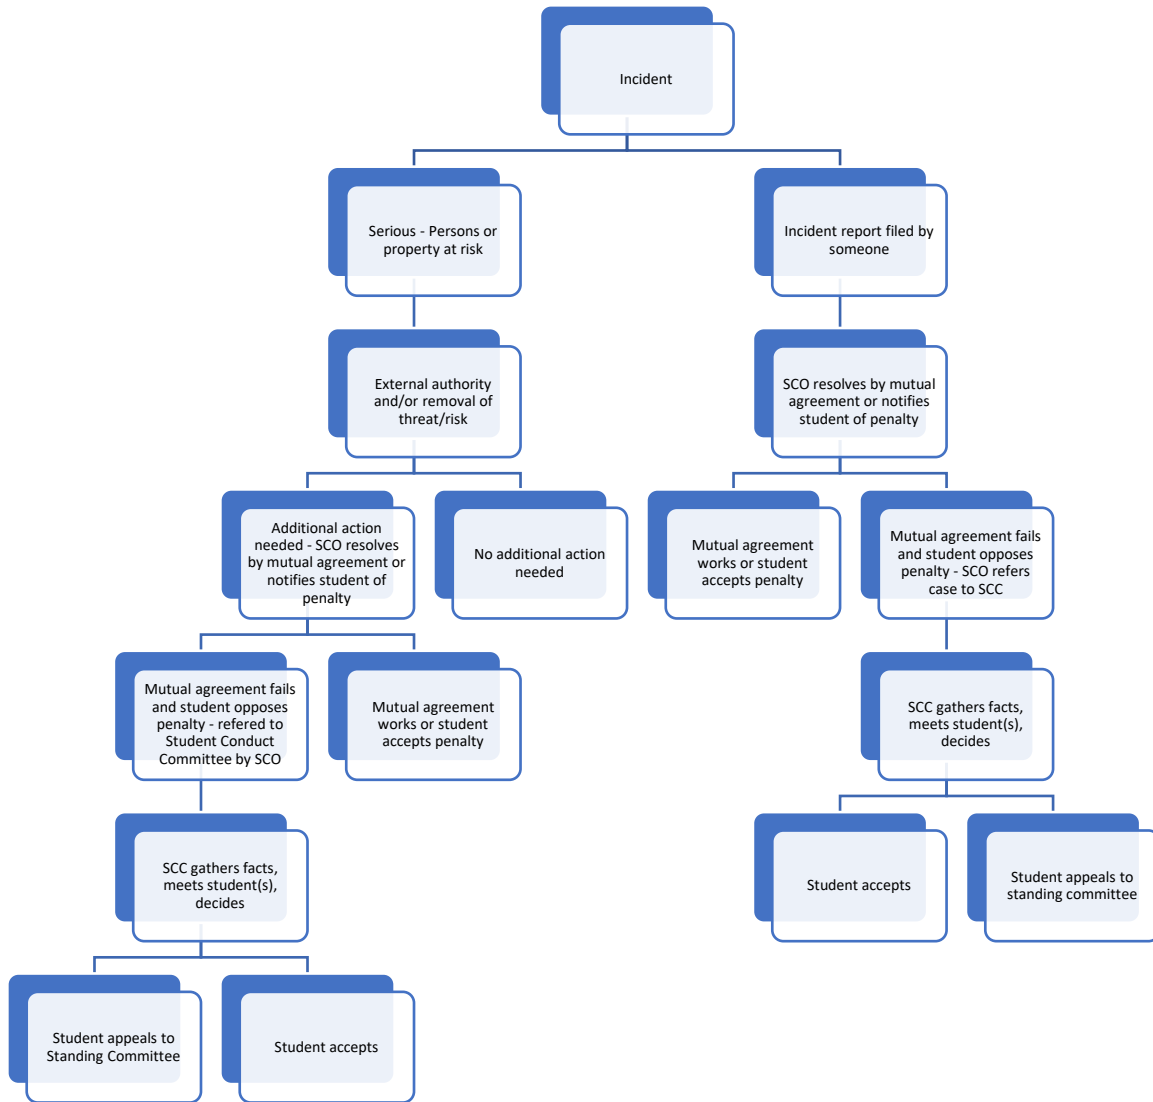 Incident
Serious - Persons or
property at risk
Incident report filed by
someone
External authority
and/or removal of
threat/risk
SCO resolves by mutual
agreement or notifies
student of penalty
Additional action
needed - SCO resolves
by mutual agreement or
notifies student of
penalty
No additional action
needed
Mutual agreement
works or student
accepts penalty
Mutual agreement fails
and student opposes
penalty - SCO refers
case to SCC
Mutual agreement fails
and student opposes
penalty - refered to
Student Conduct
Committee by SCO
Mutual agreement
works or student
accepts penalty
SCC gathers facts,
meets student(s),
decides
SCC gathers facts,
meets student(s),
decides
Student accepts
Student appeals to
standing committee
Student appeals to
Standing Committee
Student accepts